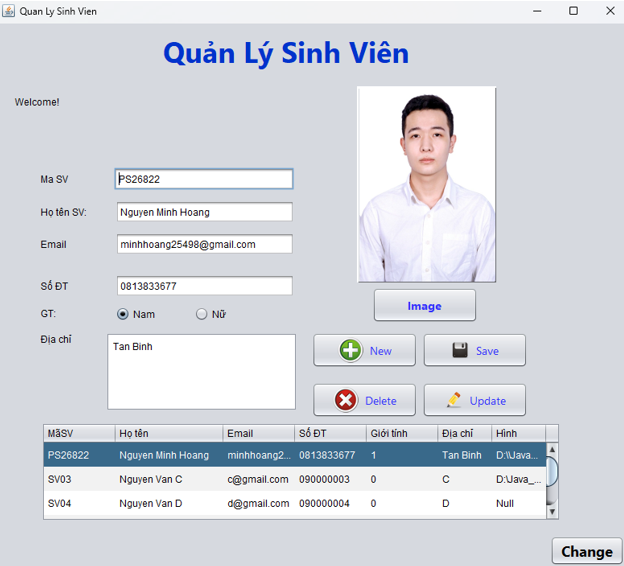 Quan Ly Sinh Vien
Quản Lý Sinh Viên
Welcome!
Ma SV PS26822
Họ tên SV: Nguyen Minh Hoang
Email minhhoang25498@gmail.com
Số ĐT 0813833677
Image
GT: Nam Nữ
Địa chỉ Tan Binh
New Save
Delete Update
MãSV Họ tên Email Số ĐT Giới tính Địa chỉ Hình
PS26822 Nguyen Minh Hoang minhhoang2... 0813833677 1 Tan Binh D:\Java...
SV03 Nguyen Van C c@gmail.com 090000003 0 C D:\Java_...
SV04 Nguyen Van D d@gmail.com 090000004 0 D Null
Change